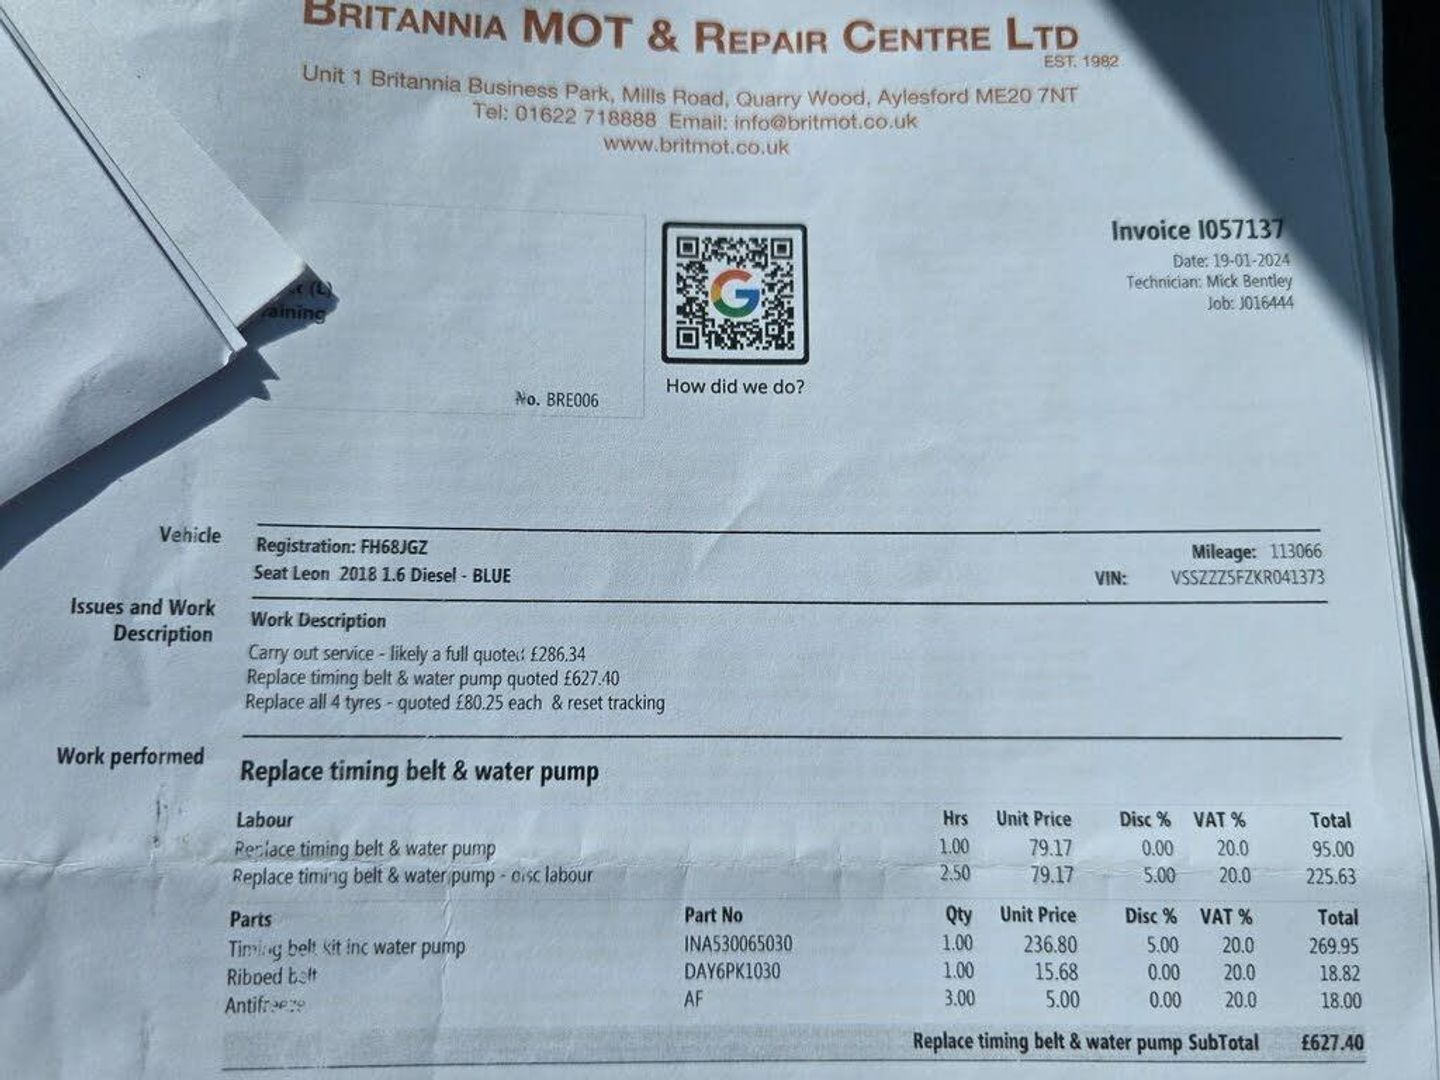 BRITANNIA MOT & REPAIR CENTRE LTD
EST. 1982
Unit 1 Britannia Business Park, Mills Road, Quarry Wood, Aylesford ME20 7NT
Tel: 01622 718888 Email: info@britmot.co.uk
www.britmot.co.uk
Invoice I057137
Date: 19-01-2024
Technician: Mick Bentley
Job: J016444
(L)
aining
No. BRE006
G
How did we do?
Vehicle
Registration: FH68JGZ
Mileage: 113066
Seat Leon 2018 1.6 Diesel - BLUE
VIN: VSSZZZ5FZKR041373
Issues and Work
Description
Work Description
Carry out service - likely a full quoted £286.34
Replace timing belt & water pump quoted £627.40
Replace all 4 tyres - quoted £80.25 each & reset tracking
Work performed
Replace timing belt & water pump
Labour Hrs Unit Price Disc % VAT % Total
Replace timing belt & water pump 1.00 79.17 0.00 20.0 95.00
Replace timing belt & water pump - disc labour 2.50 79.17 5.00 20.0 225.63
Parts Part No Qty Unit Price Disc % VAT % Total
Timing belt kit inc water pump INA530065030 1.00 236.80 5.00 20.0 269.95
Ribbed belt DAY6PK1030 1.00 15.68 0.00 20.0 18.82
Antifreeze AF 3.00 5.00 0.00 20.0 18.00
Replace timing belt & water pump SubTotal £627.40